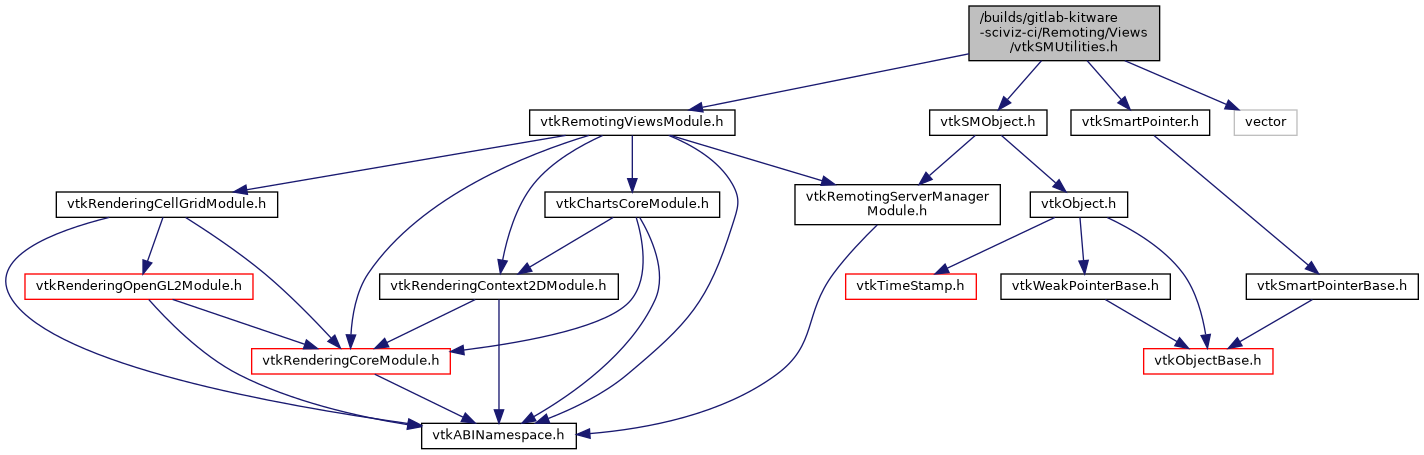 /builds/gitlab-kitware
-sciviz-ci/Remoting/Views
/vtkSMUtilities.h
vtkRemotingViewsModule.h
vtkSMObject.h
vtkSmartPointer.h
vector
vtkRenderingCellGridModule.h
vtkChartsCoreModule.h
vtkRemotingServerManager
Module.h
vtkObject.h
vtkRenderingOpenGL2Module.h
vtkRenderingContext2DModule.h
vtkTimeStamp.h
vtkWeakPointerBase.h
vtkSmartPointerBase.h
vtkRenderingCoreModule.h
vtkObjectBase.h
vtkABINamespace.h